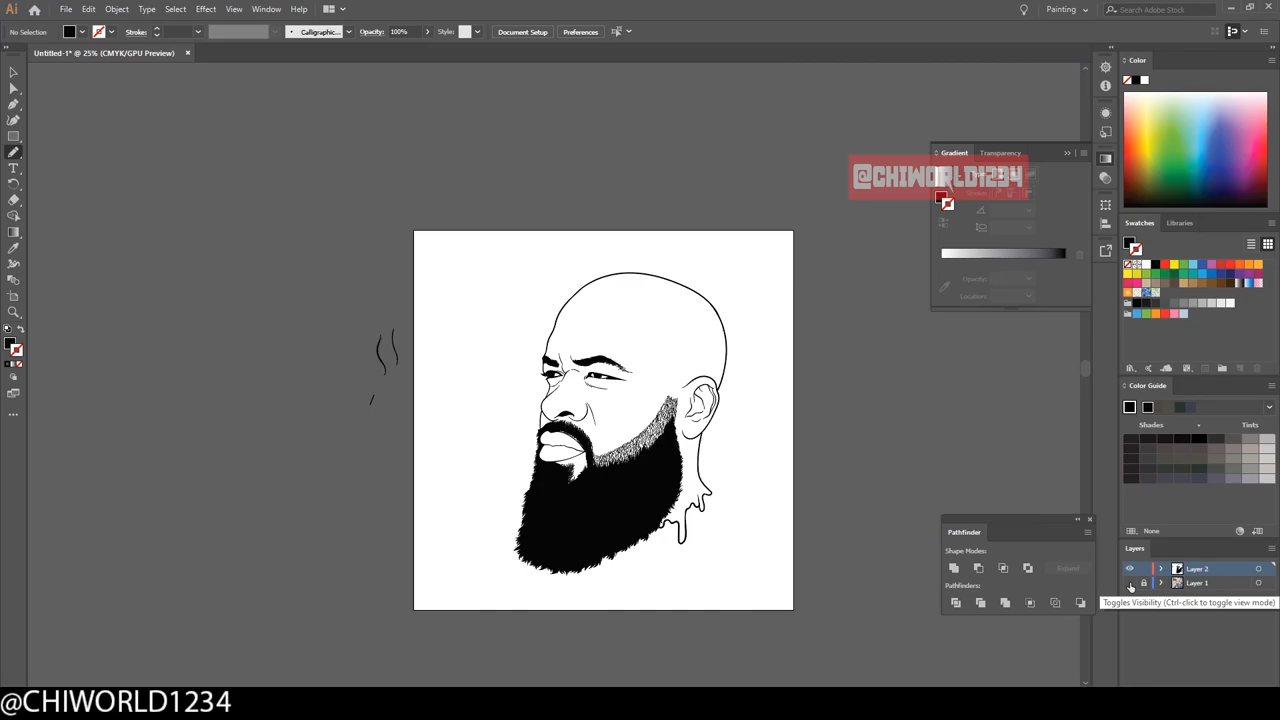 Ai File Edit Object Type Select Effect View Window Help Painting Search Adobe Stock
No Selection Stroke: Calligraphic... Opacity: 100% Style: Document Setup Preferences
Untitled-1* @ 25% (CMYK/GPU Preview)
Color
Gradient Transparency
@CHIWORLD1234
Swatches Libraries
Opacity:
Location:
Color Guide
Shades Tints
Pathfinder
Shape Modes:
Expand
Pathfinders:
None
Layers
Layer 2
Layer 1
Toggles Visibility (Ctrl-click to toggle view mode)
@CHIWORLD1234